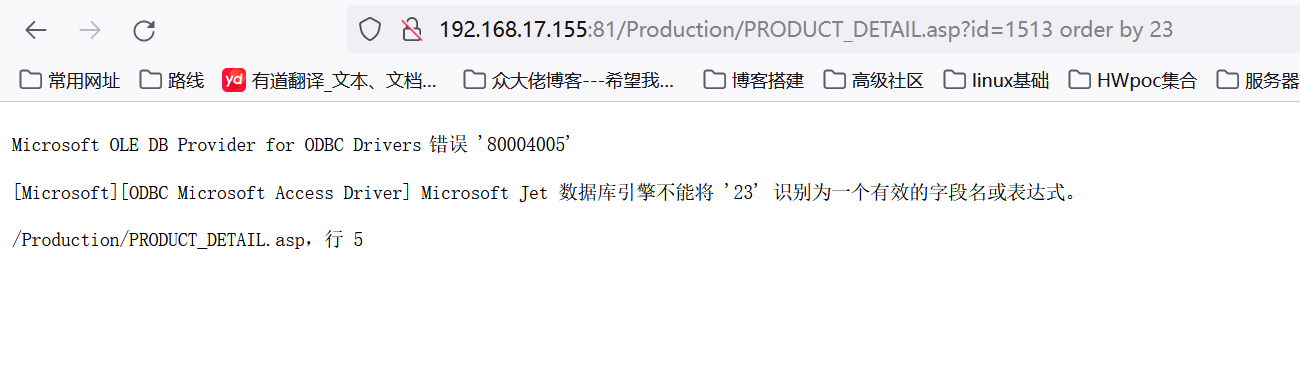 192.168.17.155:81/Production/PRODUCT_DETAIL.asp?id=1513 order by 23
常用网址 路线 yd 有道翻译_文本、文档... 众大佬博客---希望我... 博客搭建 高级社区 linux基础 HWpoc集合 服务器
Microsoft OLE DB Provider for ODBC Drivers 错误 '80004005'
[Microsoft][ODBC Microsoft Access Driver] Microsoft Jet 数据库引擎不能将 '23' 识别为一个有效的字段名或表达式。
/Production/PRODUCT_DETAIL.asp，行 5